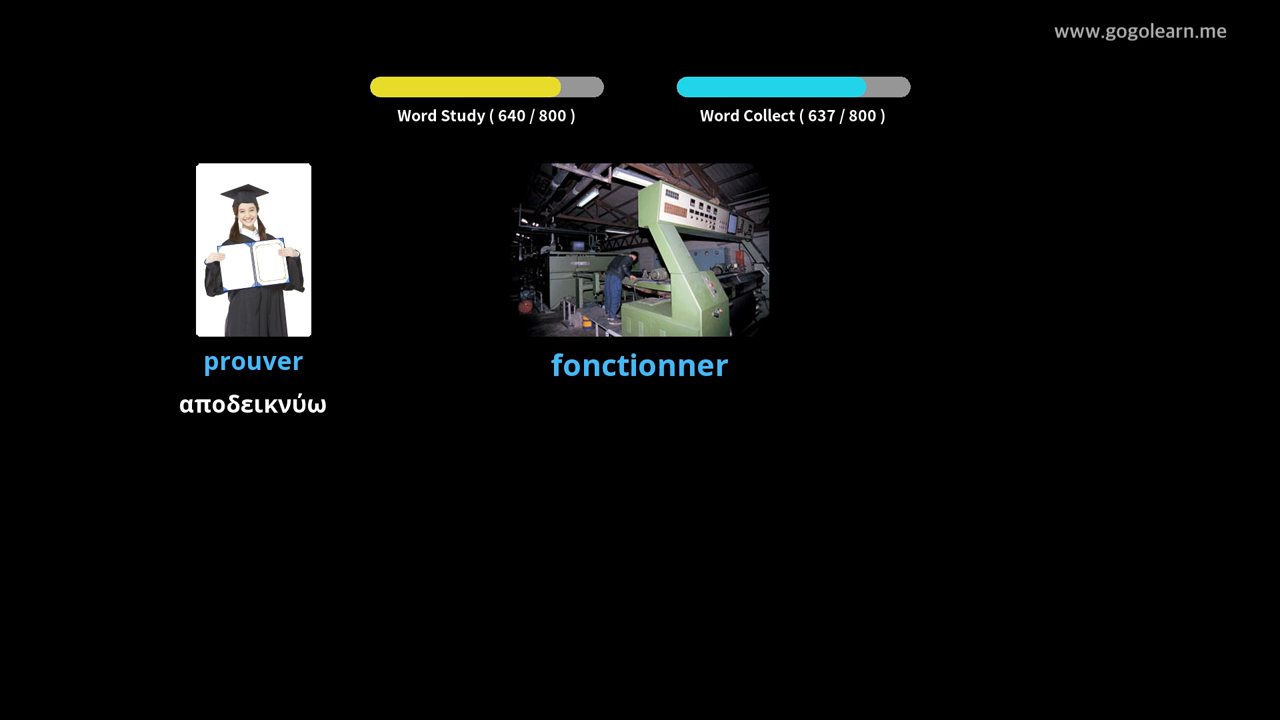 www.gogolearn.me
Word Study ( 640 / 800 )
Word Collect ( 637 / 800 )
prouver
fonctionner
αποδεικνύω